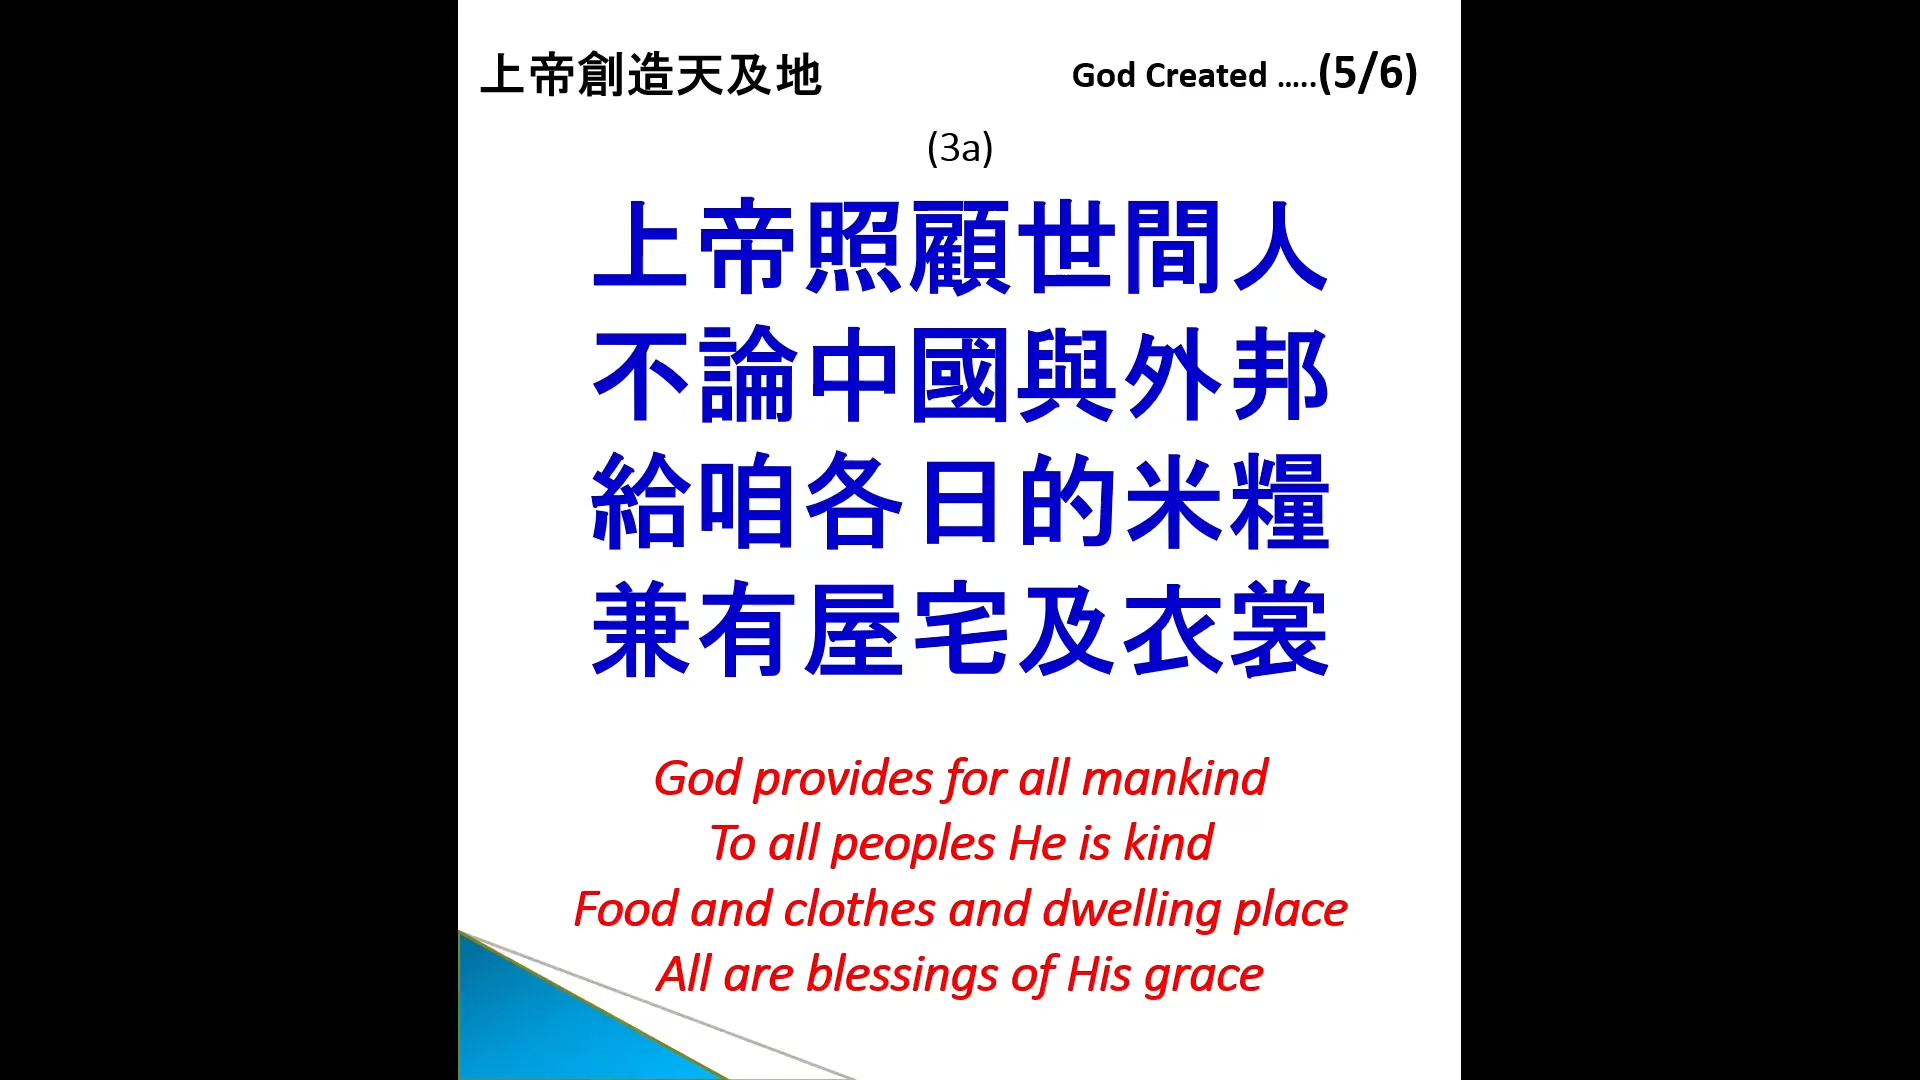 上帝創造天及地 God Created .....(5/6)
(3a)
上帝照顧世間人
不論中國與外邦
給咱各日的米糧
兼有屋宅及衣裳
God provides for all mankind
To all peoples He is kind
Food and clothes and dwelling place
All are blessings of His grace